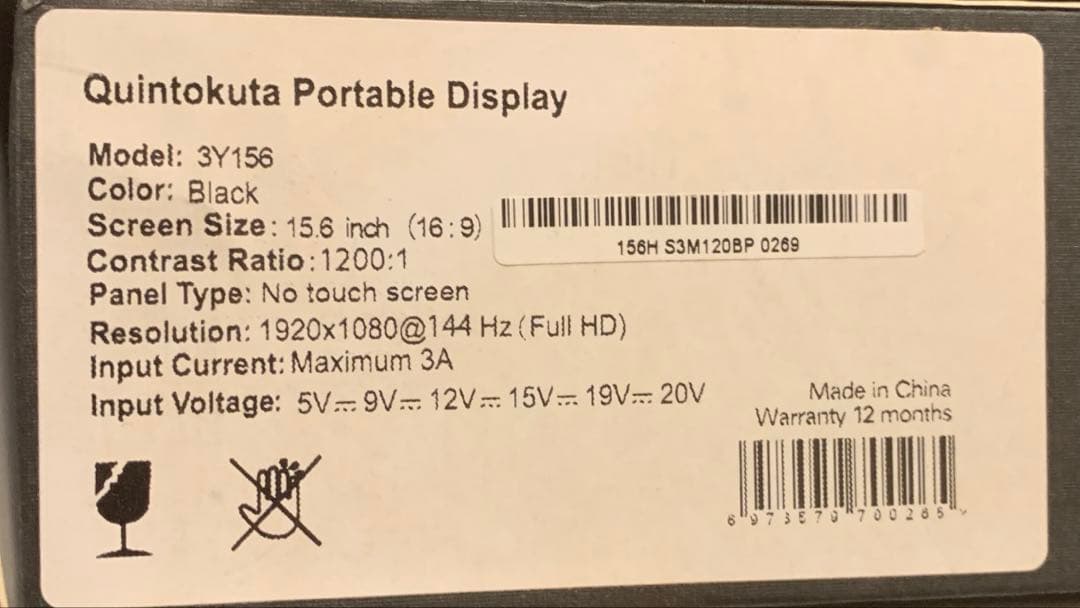 Quintokuta Portable Display
Model: 3Y156
Color: Black
Screen Size: 15.6 inch (16:9)
156H S3M120BP 0269
Contrast Ratio:1200:1
Panel Type: No touch screen
Resolution: 1920x1080@144 Hz (Full HD)
Input Current: Maximum 3A
Input Voltage: 5V⎓ 9V⎓ 12V⎓ 15V⎓ 19V⎓ 20V
Made in China
Warranty 12 months